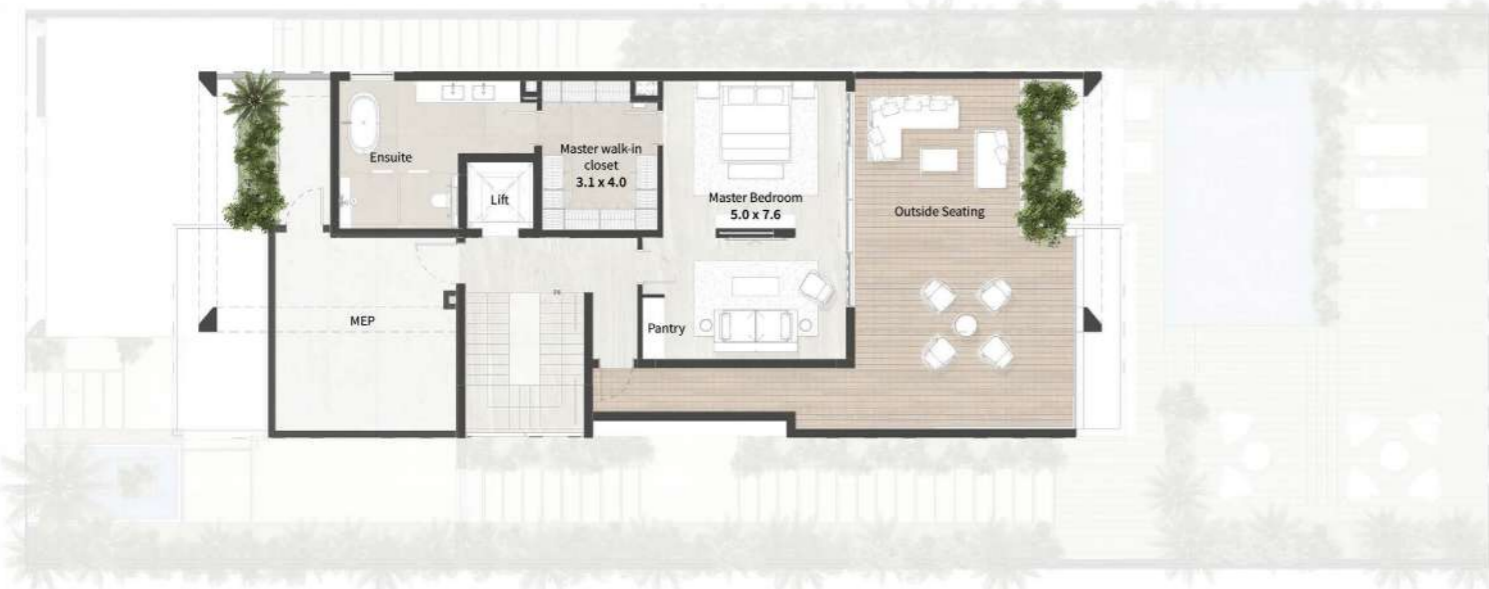 Ensuite
Master walk-in
closet
3.1 x 4.0
Lift
Master Bedroom
5.0 x 7.6
Outside Seating
MEP
Pantry